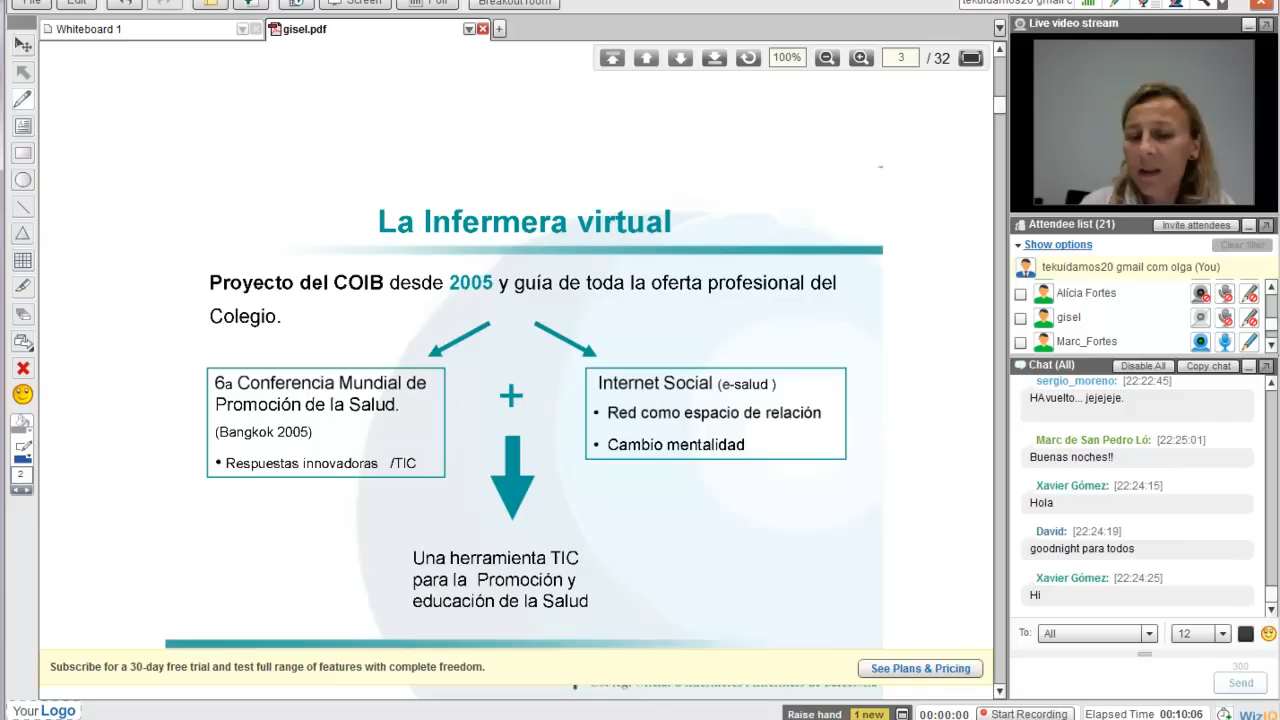 File
Edit
Screen
Poll
Breakout room
Whiteboard 1
gisel.pdf
100%
3 / 32
La Infermera virtual
Proyecto del COIB desde 2005 y guía de toda la oferta profesional del
Colegio.
6a Conferencia Mundial de
Promoción de la Salud.
(Bangkok 2005)
• Respuestas innovadoras /TIC
+
Internet Social (e-salud )
• Red como espacio de relación
• Cambio mentalidad
Una herramienta TIC
para la Promoción y
educación de la Salud
Subscribe for a 30-day free trial and test full range of features with complete freedom.
See Plans & Pricing
2
Your Logo
Live video stream
Attendee list (21)
Invite attendees
Show options
Clear filter
tekuidamos20 gmail com olga (You)
Alícia Fortes
gisel
Marc_Fortes
Chat (All)
Disable All
Copy chat
sergio_moreno: [22:22:45]
HAvuelto... jejejeje.
Marc de San Pedro Ló: [22:25:01]
Buenas noches!!
Xavier Gómez: [22:24:15]
Hola
David: [22:24:19]
goodnight para todos
Xavier Gómez: [22:24:25]
Hi
To:
All
12
300
Send
Raise hand
1 new
00:00:00
Start Recording
Elapsed Time 00:10:06
WizIQ